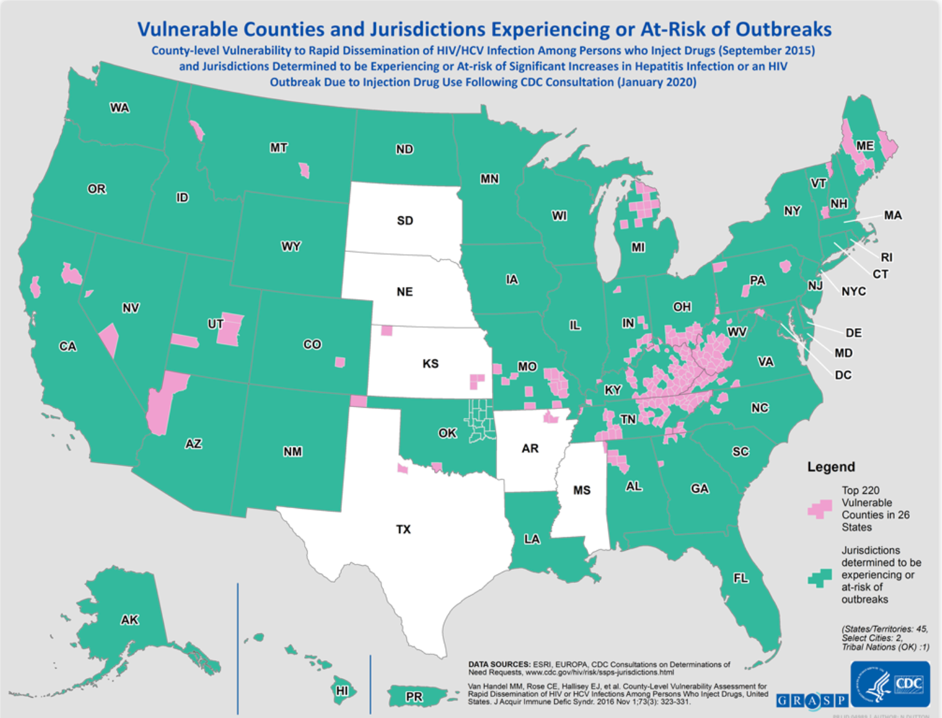 Vulnerable Counties and Jurisdictions Experiencing or At-Risk of Outbreaks
County-level Vulnerability to Rapid Dissemination of HIV/HCV Infection Among Persons who Inject Drugs (September 2015)
and Jurisdictions Determined to be Experiencing or At-risk of Significant Increases in Hepatitis Infection or an HIV
Outbreak Due to Injection Drug Use Following CDC Consultation (January 2020)
WA
MT
ND
MN
ME
OR
ID
SD
WI
MI
VT
NH
NY
MA
RI
CT
NYC
WY
IA
NE
PA
NJ
NV
UT
CO
IL
IN
OH
WV
DE
MD
DC
CA
KS
MO
KY
VA
NC
TN
AZ
NM
OK
AR
SC
MS
AL
GA
TX
LA
FL
AK
HI
PR
Legend
Top 220
Vulnerable
Counties in 26
States
Jurisdictions
determined to be
experiencing or
at-risk of
outbreaks
(States/Territories: 45,
Select Cities: 2,
Tribal Nations (OK) :1)
DATA SOURCES: ESRI, EUROPA, CDC Consultations on Determinations of
Need Requests, www.cdc.gov/hiv/risk/ssps-jurisdictions.html
Van Handel MM, Rose CE, Hallisey EJ, et al. County-Level Vulnerability Assessment for
Rapid Dissemination of HIV or HCV Infections Among Persons Who Inject Drugs, United
States. J Acquir Immune Defic Syndr. 2016 Nov 1;73(3): 323-331.
GRASP
CDC